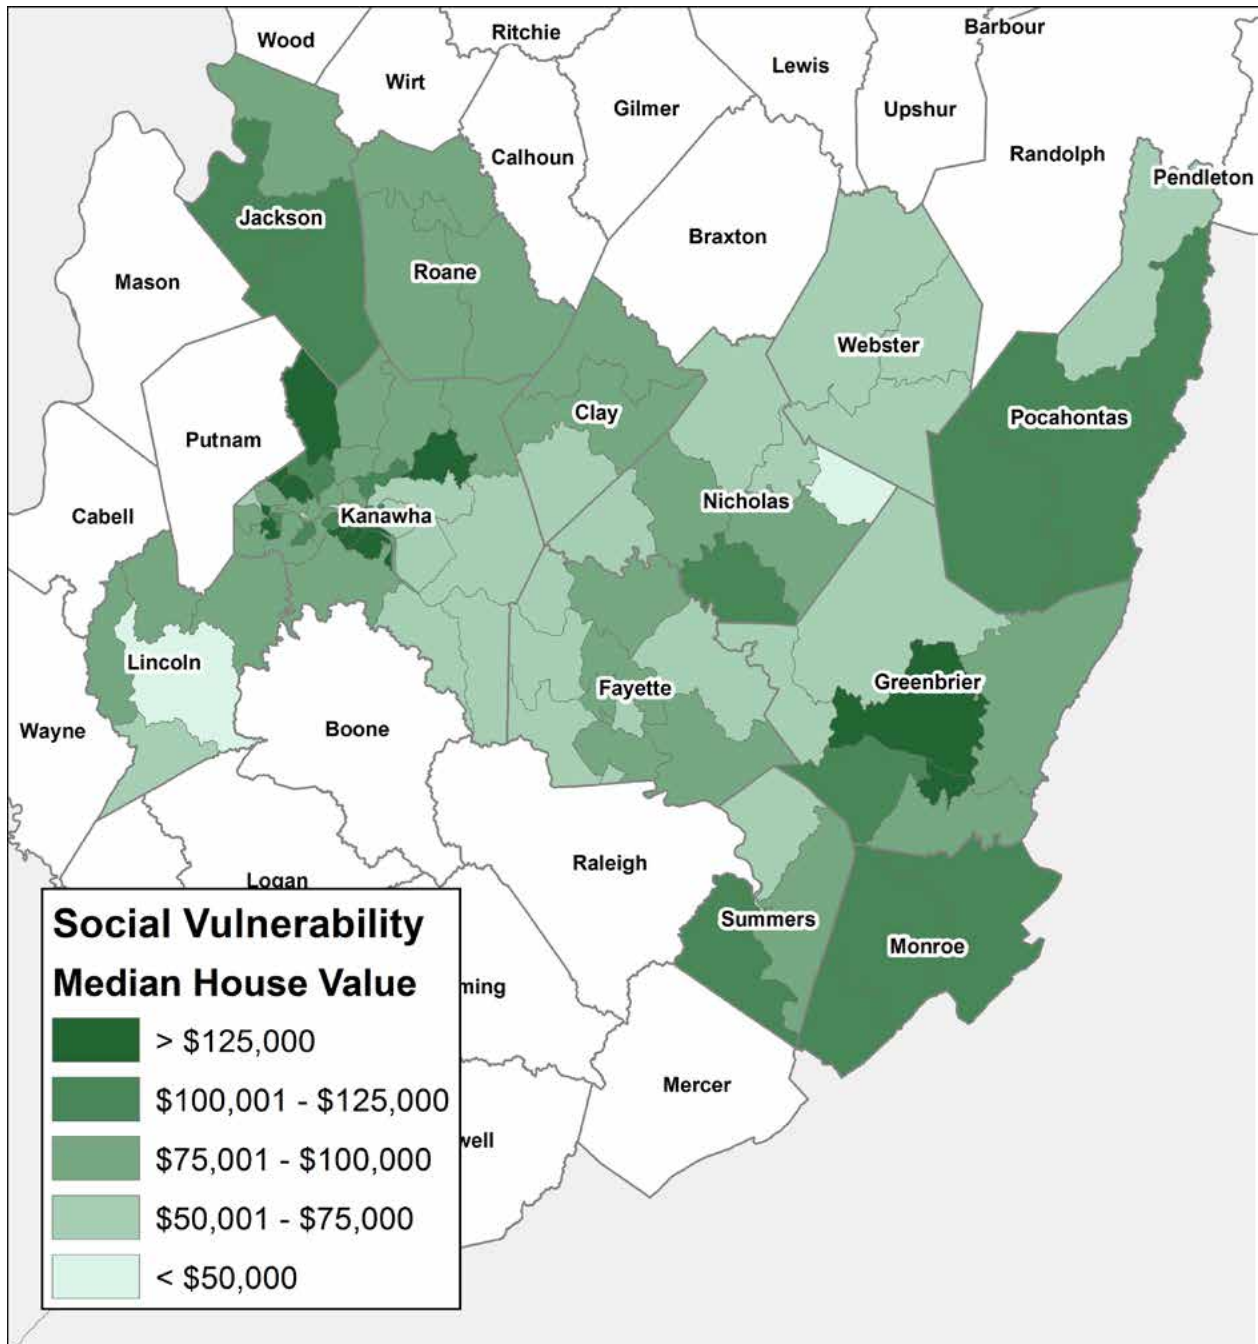 Wood
Ritchie
Barbour
Wirt
Lewis
Gilmer
Upshur
Calhoun
Randolph
Pendleton
Jackson
Braxton
Roane
Mason
Webster
Clay
Pocahontas
Putnam
Nicholas
Cabell
Kanawha
Lincoln
Greenbrier
Fayette
Wayne
Boone
Raleigh
Logan
Summers
Monroe
ming
Mercer
well
Social Vulnerability
Median House Value
> $125,000
$100,001 - $125,000
$75,001 - $100,000
$50,001 - $75,000
< $50,000